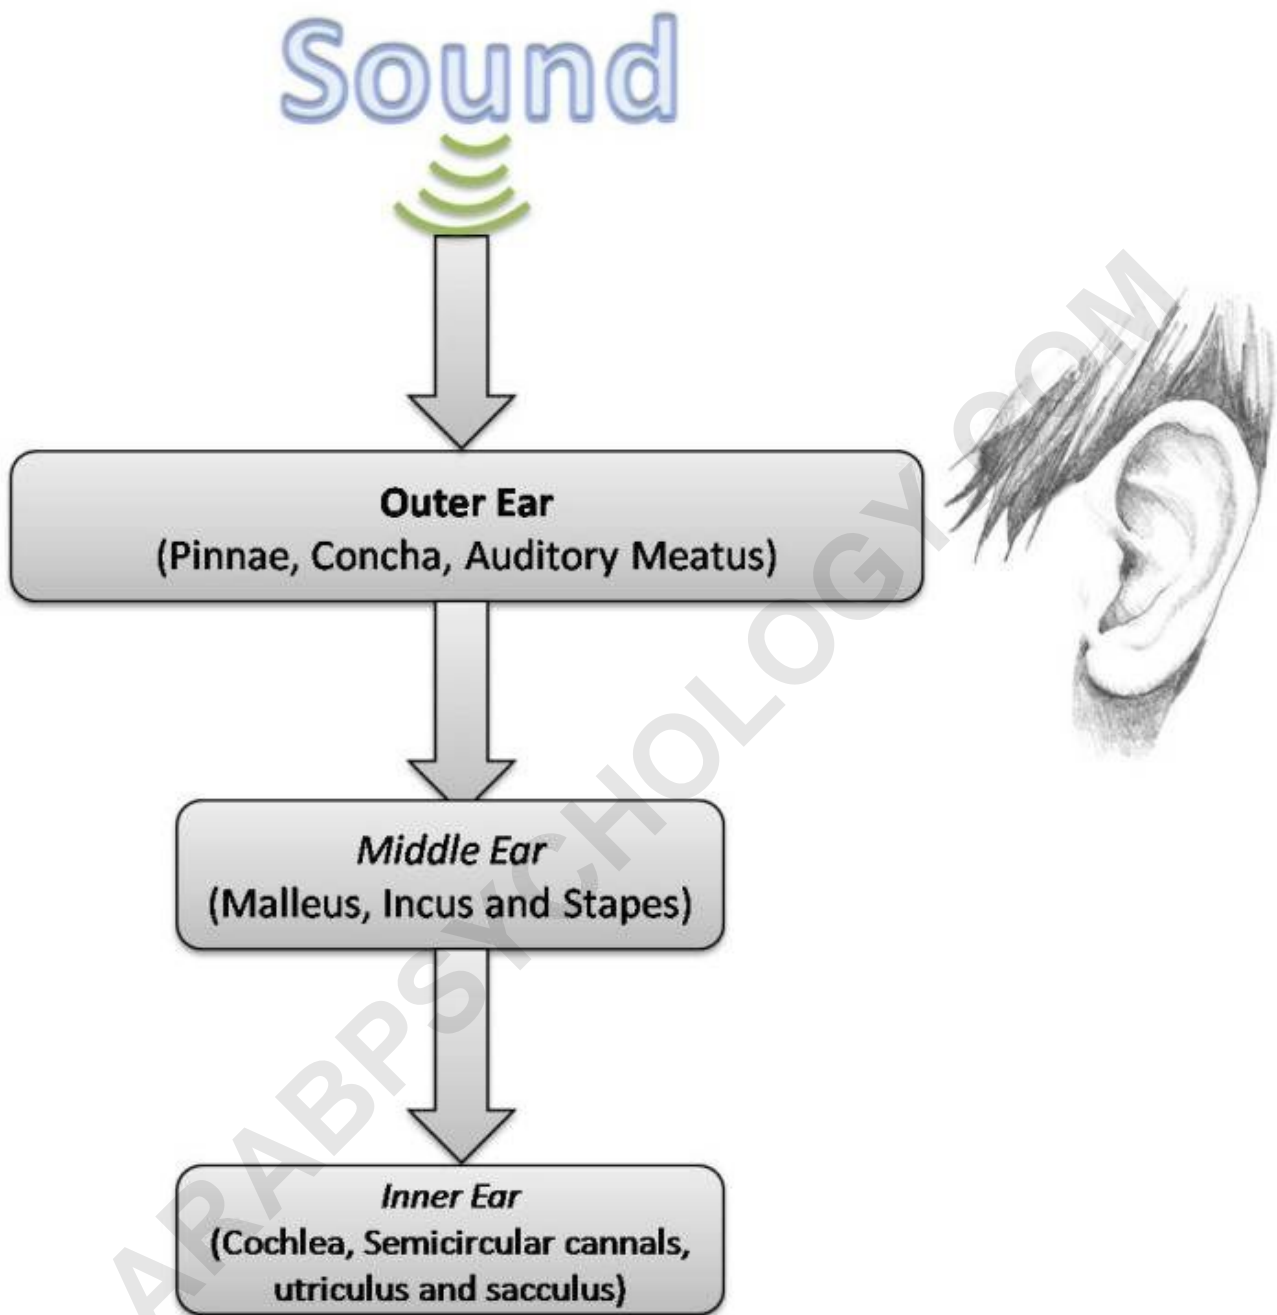 Sound
Outer Ear
(Pinnae, Concha, Auditory Meatus)
Middle Ear
(Malleus, Incus and Stapes)
Inner Ear
(Cochlea, Semicircular cannals,
utriculus and sacculus)
ARABPSYCHOLOGY.COM